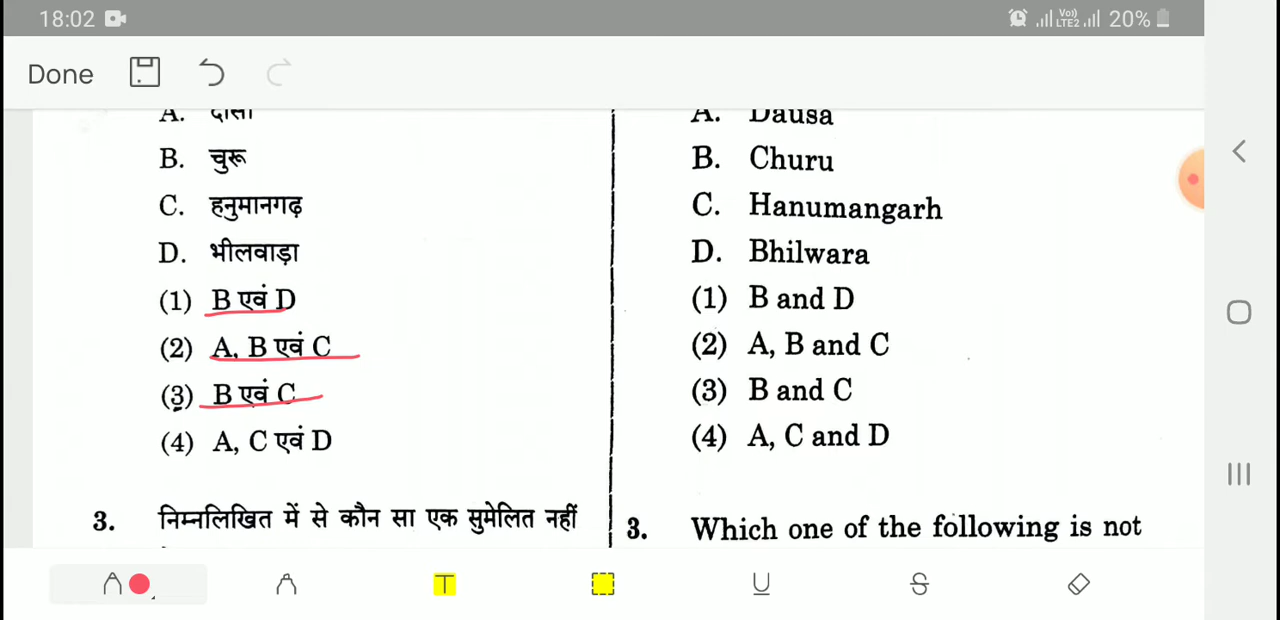 18:02 Vo)) LTE2 20%
Done
A. दौसा
B. चुरू
C. हनुमानगढ़
D. भीलवाड़ा
(1) B एवं D
(2) A, B एवं C
(3) B एवं C
(4) A, C एवं D
3. निम्नलिखित में से कौन सा एक सुमेलित नहीं
A. Dausa
B. Churu
C. Hanumangarh
D. Bhilwara
(1) B and D
(2) A, B and C
(3) B and C
(4) A, C and D
3. Which one of the following is not
T U S